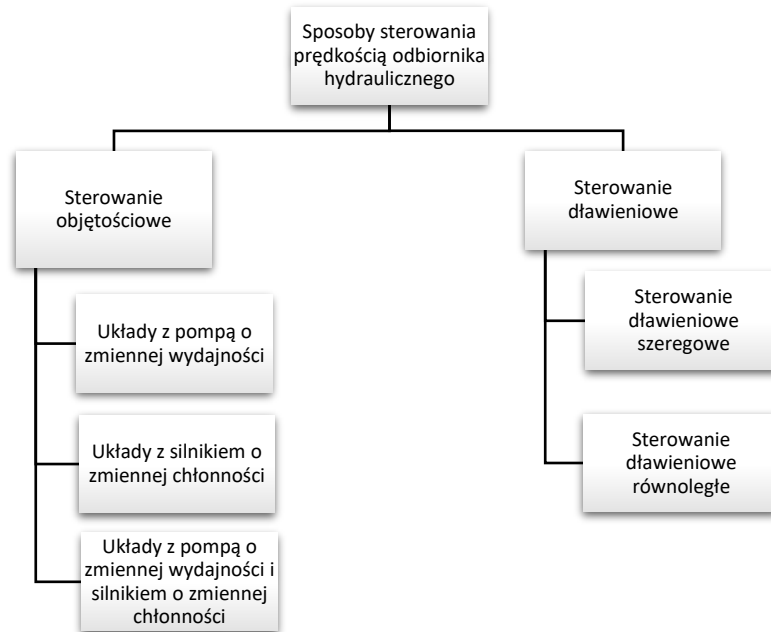 Sposoby sterowania
prędkością odbiornika
hydraulicznego
Sterowanie
objętościowe
Sterowanie
dławieniowe
Układy z pompą o
zmiennej wydajności
Układy z silnikiem o
zmiennej chłonności
Układy z pompą o
zmiennej wydajności i
silnikiem o zmiennej
chłonności
Sterowanie
dławieniowe
szeregowe
Sterowanie
dławieniowe
równoległe